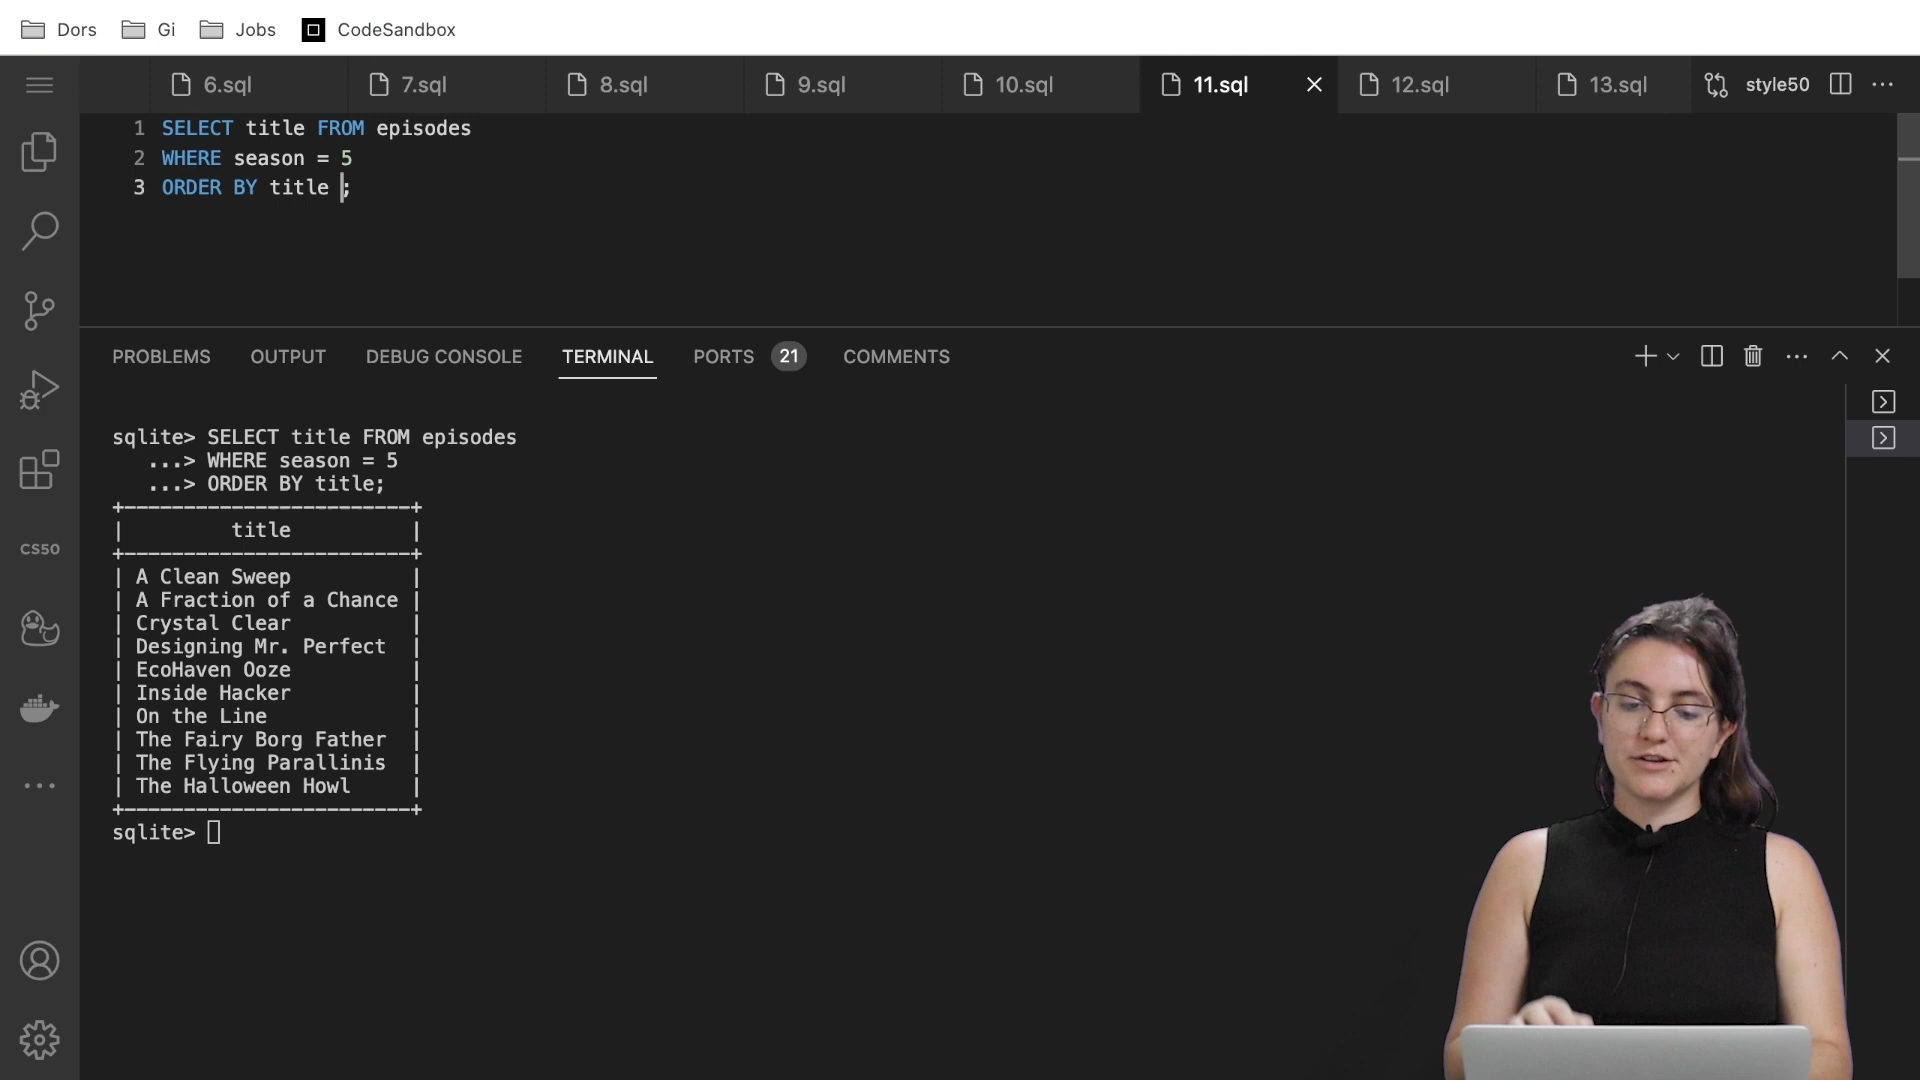 Dors Gi Jobs CodeSandbox
6.sql 7.sql 8.sql 9.sql 10.sql 11.sql 12.sql 13.sql style50
1 SELECT title FROM episodes
2 WHERE season = 5
3 ORDER BY title ;
PROBLEMS OUTPUT DEBUG CONSOLE TERMINAL PORTS 21 COMMENTS
sqlite> SELECT title FROM episodes
...> WHERE season = 5
...> ORDER BY title;
+------------------------+
| title |
+------------------------+
| A Clean Sweep |
| A Fraction of a Chance |
| Crystal Clear |
| Designing Mr. Perfect |
| EcoHaven Ooze |
| Inside Hacker |
| On the Line |
| The Fairy Borg Father |
| The Flying Parallinis |
| The Halloween Howl |
+------------------------+
sqlite>
CS50